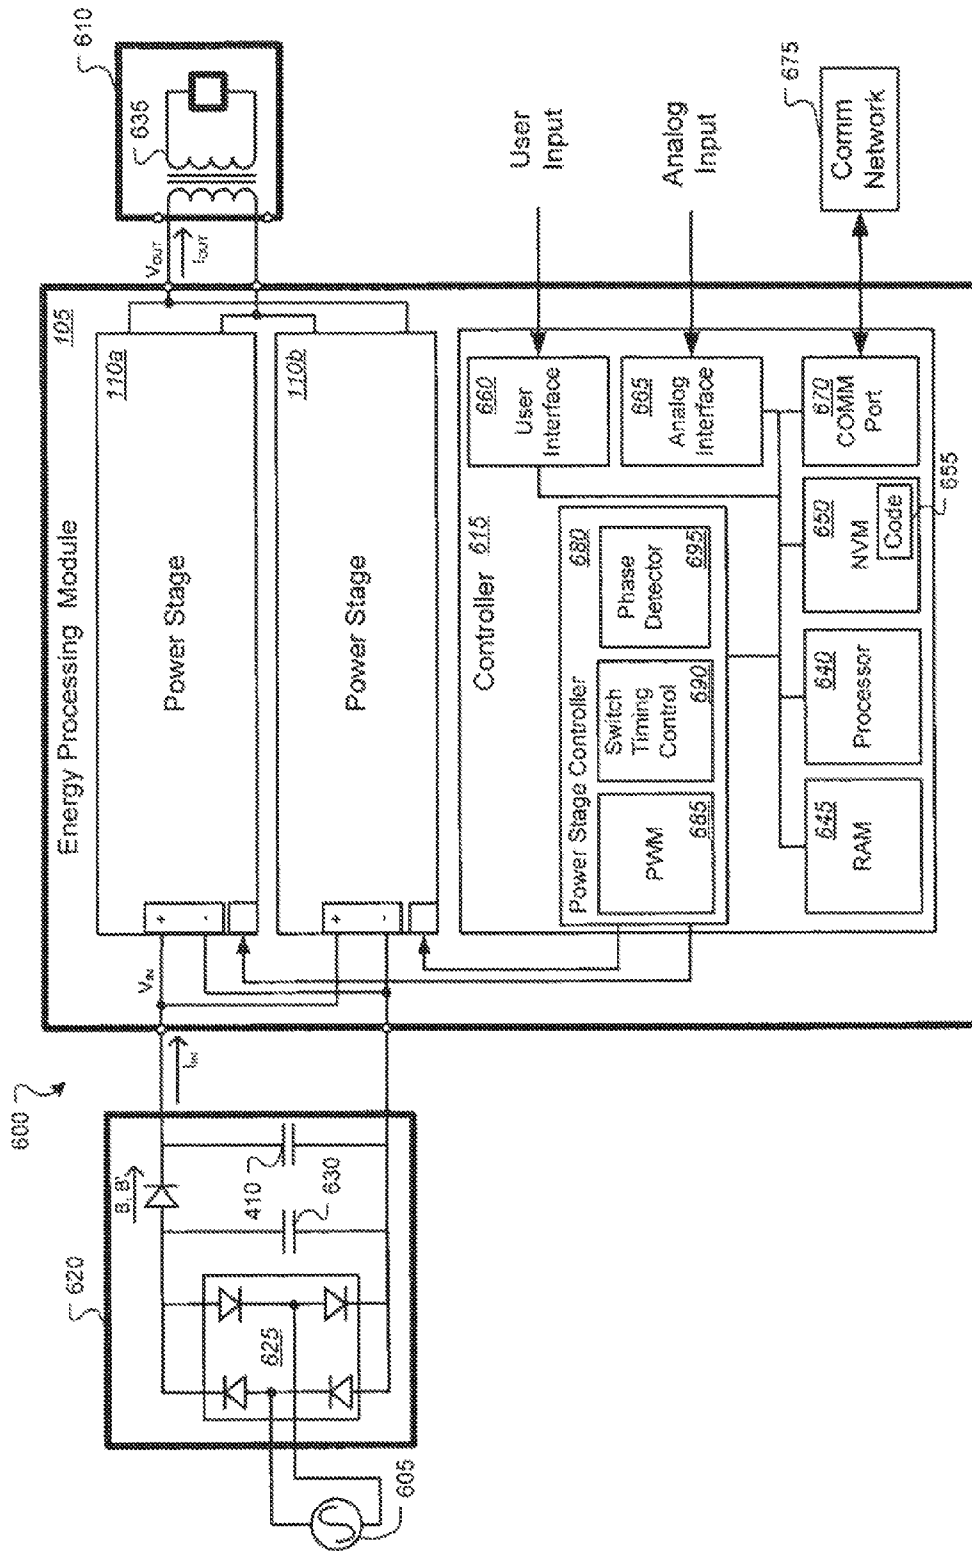 600
605
620
625
B, B'
630
410
I_IN
V_IN
Energy Processing Module 105
110a
Power Stage
+
-
110b
Power Stage
+
-
V_OUT
I_OUT
610
635
Controller 615
Power Stage Controller 680
PWM 685
Switch
Timing
Control 690
Phase
Detector 695
660
User
Interface
665
Analog
Interface
645
RAM
640
Processor
650
NVM
Code
655
670
COMM
Port
User
Input
Analog
Input
675
Comm
Network